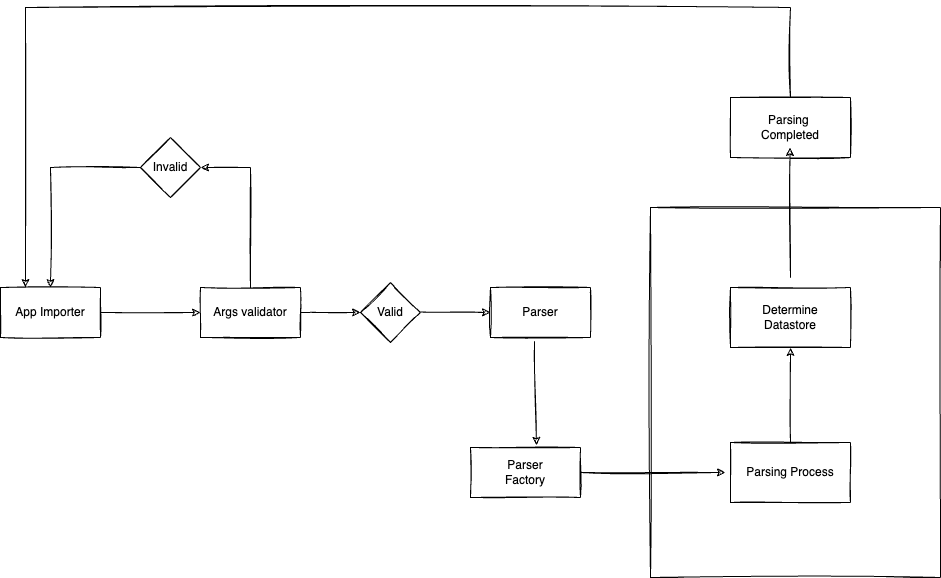 Parsing
Completed
Invalid
App Importer
Args validator
Valid
Parser
Determine
Datastore
Parser
Factory
Parsing Process